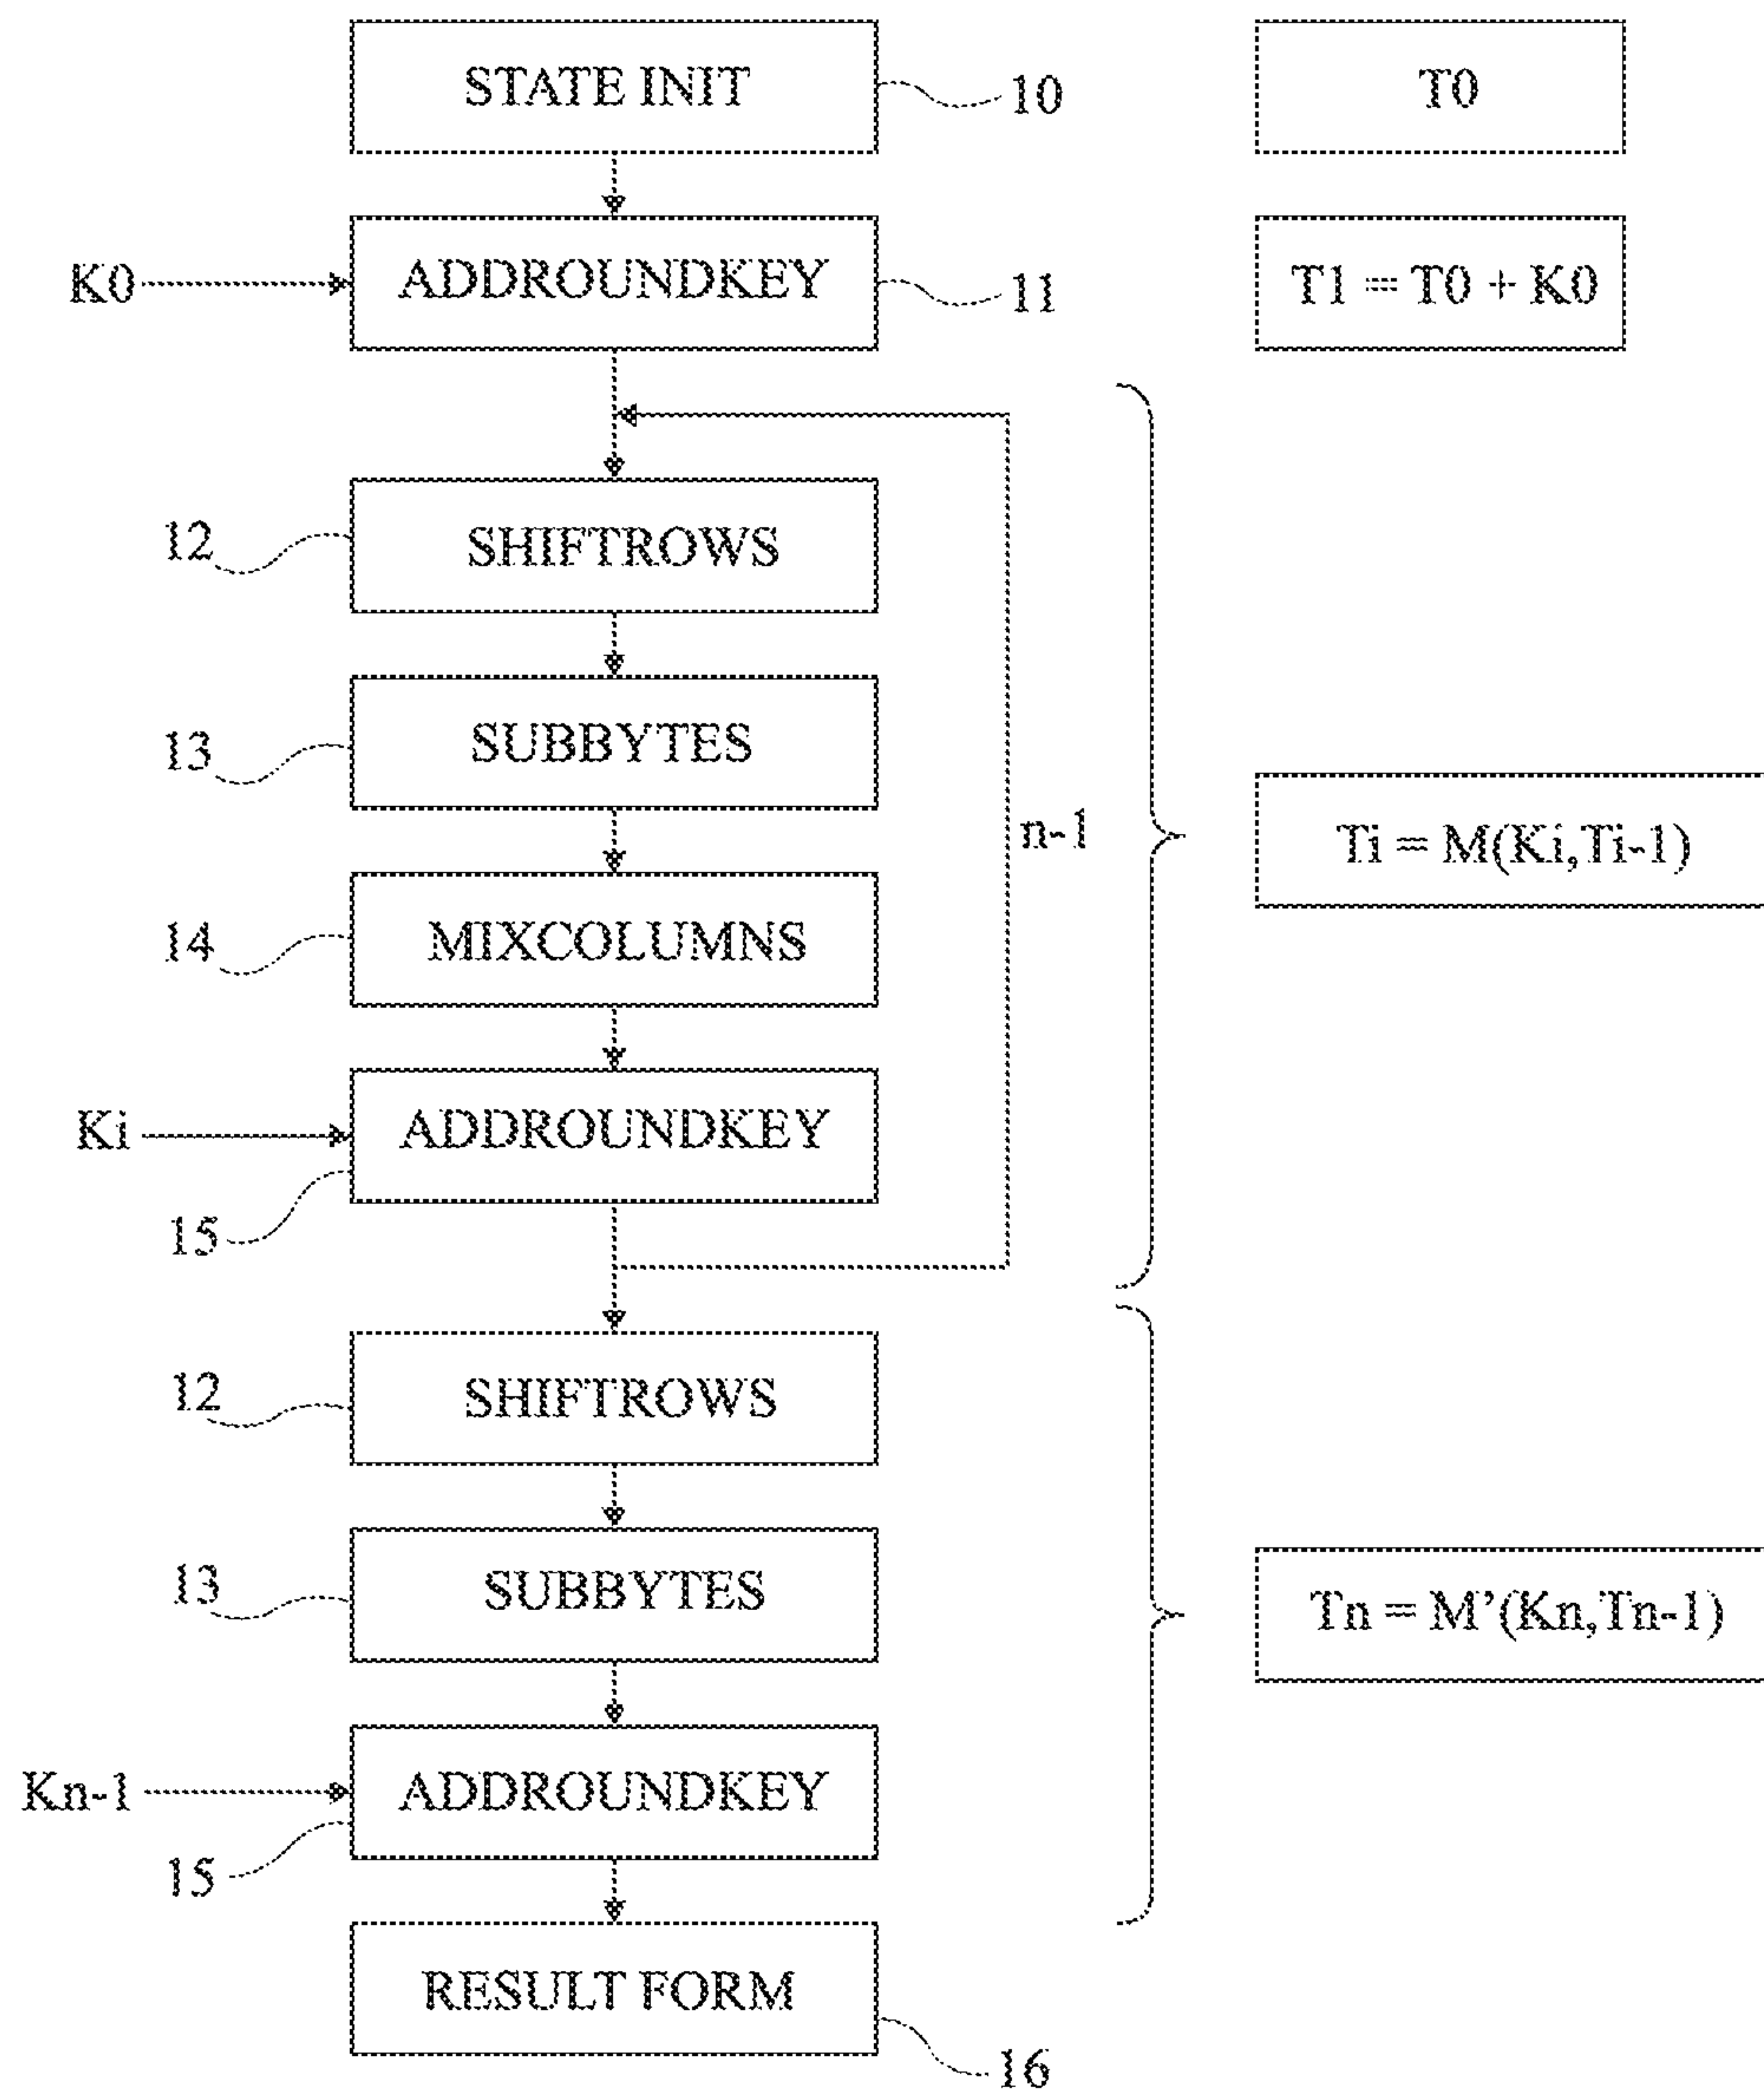 STATE INIT
10
T0
K0
ADDROUNDKEY
11
T1 = T0 + K0
12
SHIFTROWS
13
SUBBYTES
n-1
Ti = M(Ki,Ti-1)
14
MIXCOLUMNS
Ki
ADDROUNDKEY
15
12
SHIFTROWS
13
SUBBYTES
Tn = M’(Kn,Tn-1)
Kn-1
ADDROUNDKEY
15
RESULT FORM
16